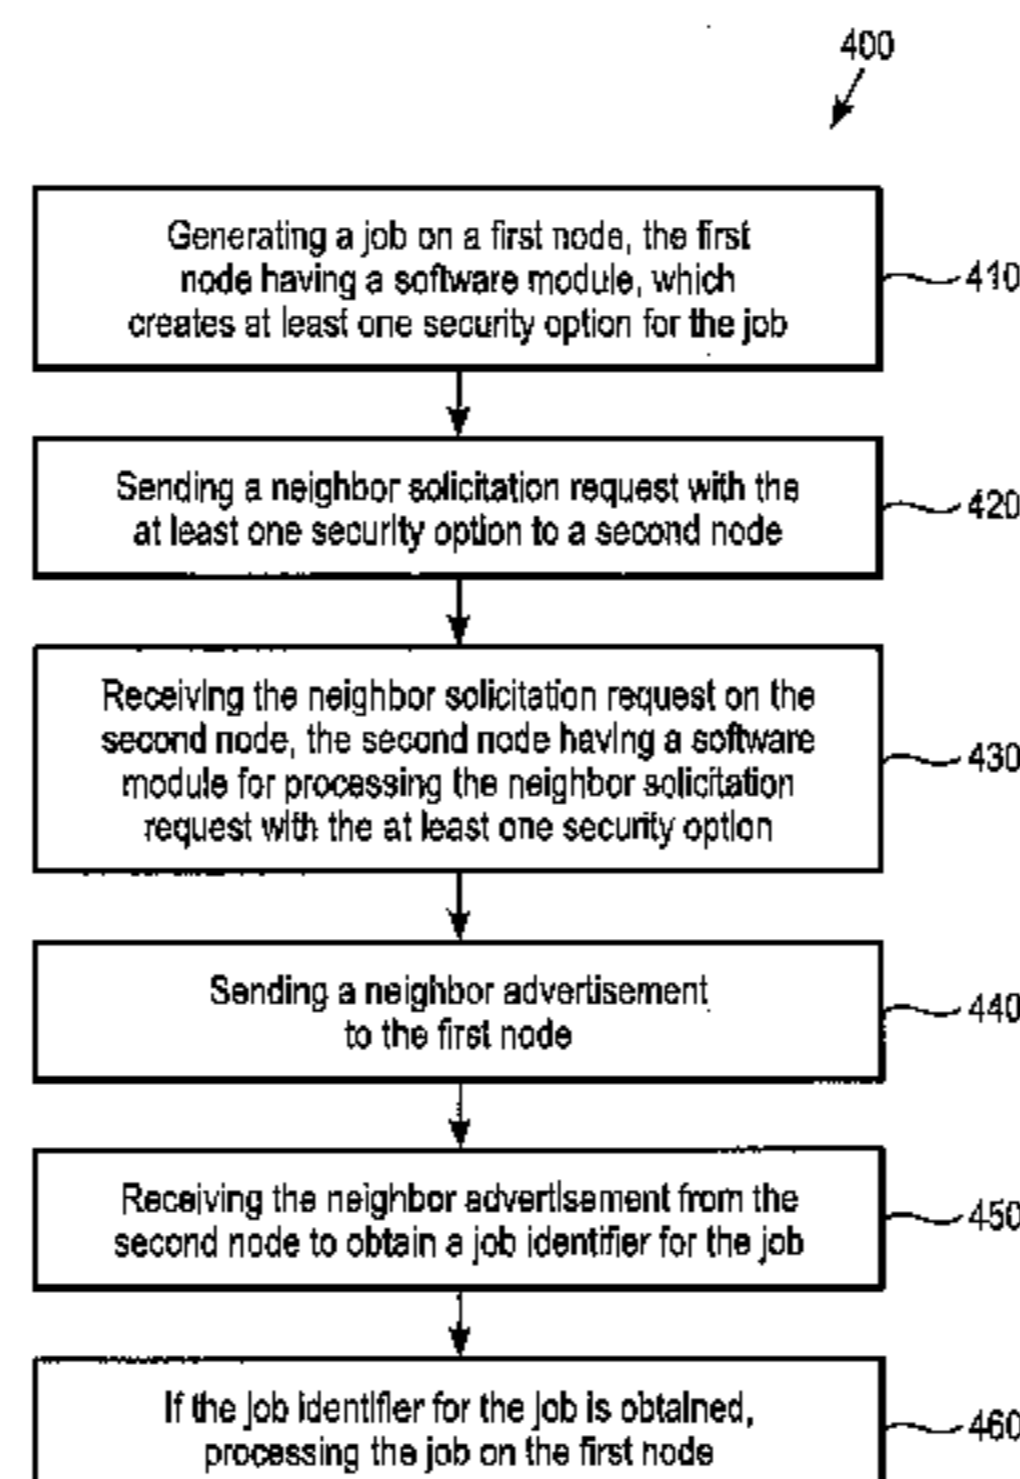 400
Generating a job on a first node, the first
node having a software module, which
creates at least one security option for the job
410
Sending a neighbor solicitation request with the
at least one security option to a second node
420
Receiving the neighbor solicitation request on the
second node, the second node having a software
module for processing the neighbor solicitation
request with the at least one security option
430
Sending a neighbor advertisement
to the first node
440
Receiving the neighbor advertisement from the
second node to obtain a job identifier for the job
450
If the job identifier for the job is obtained,
processing the job on the first node
460